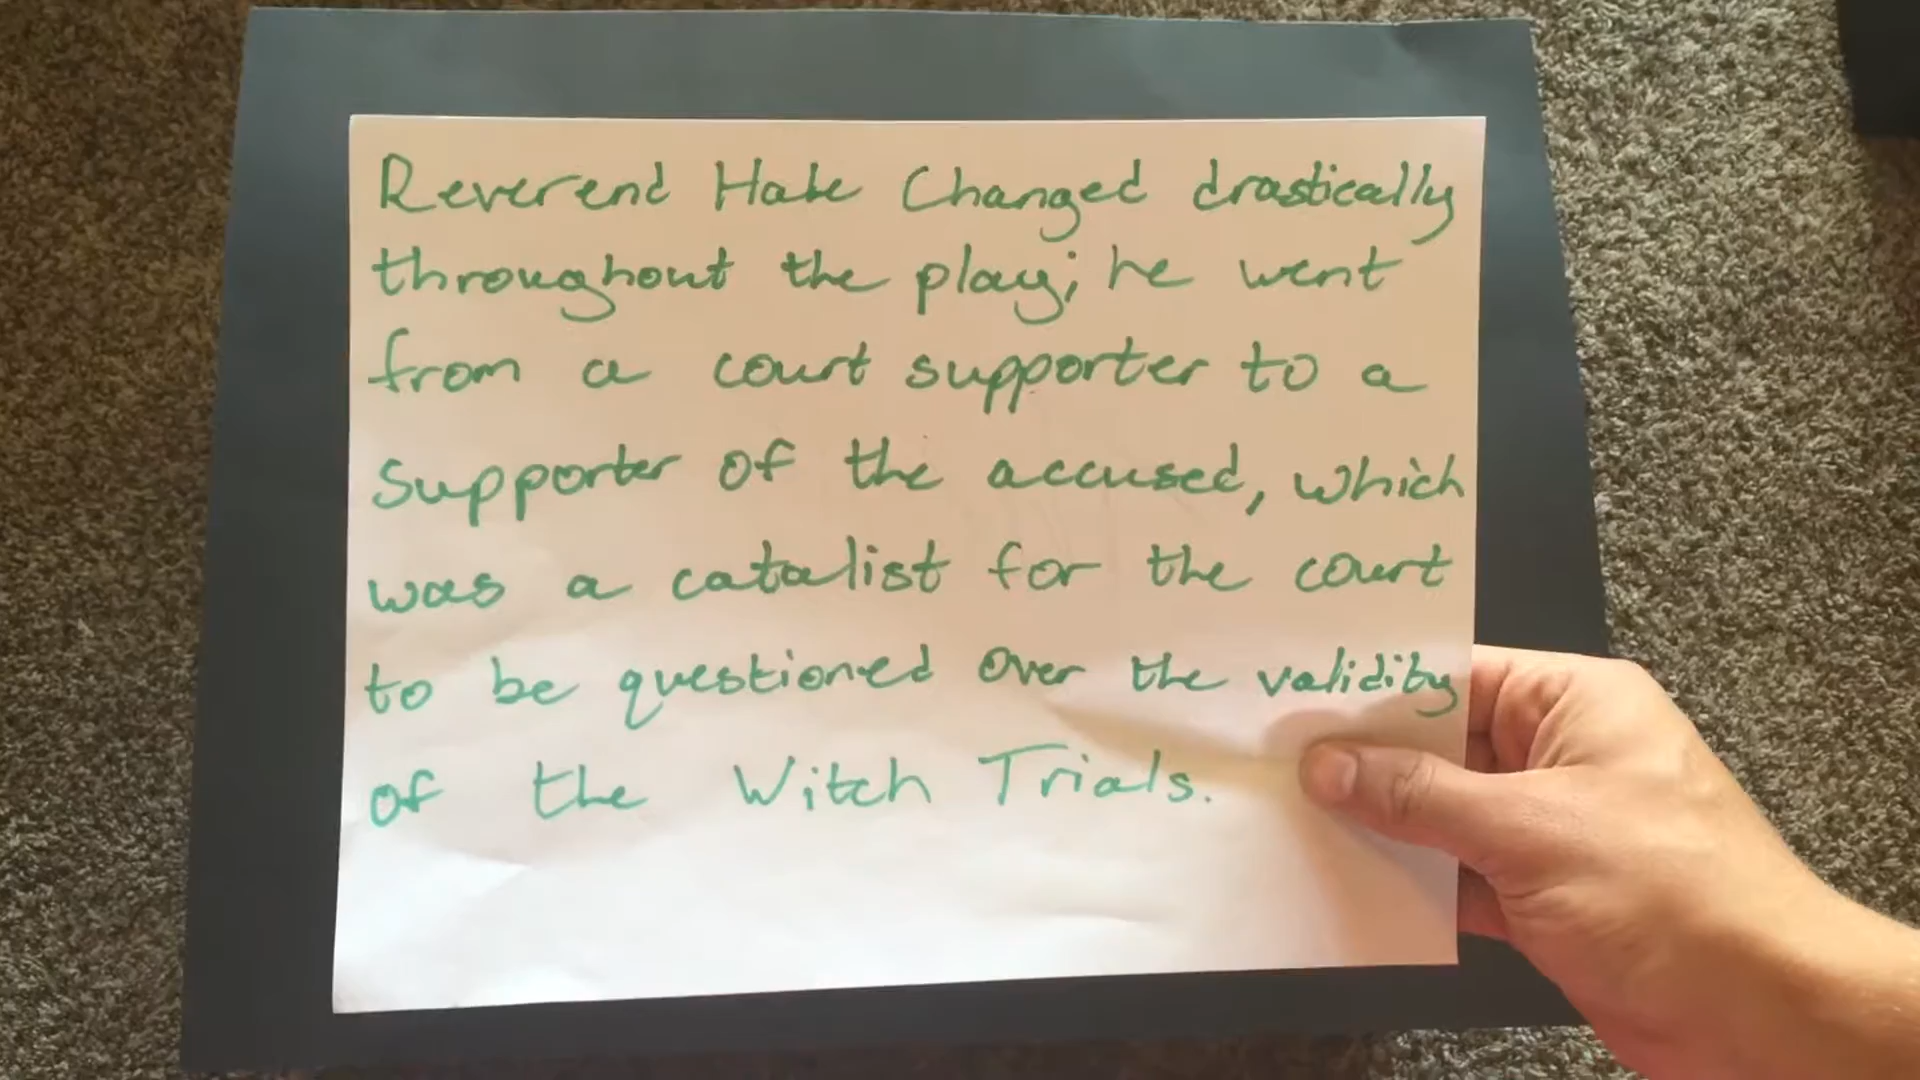 Reverend Hale Changed drastically
throughout the play; he went
from a court supporter to a
Supporter of the accused, which
was a catalist for the court
to be questioned over the validity
of the Witch Trials.